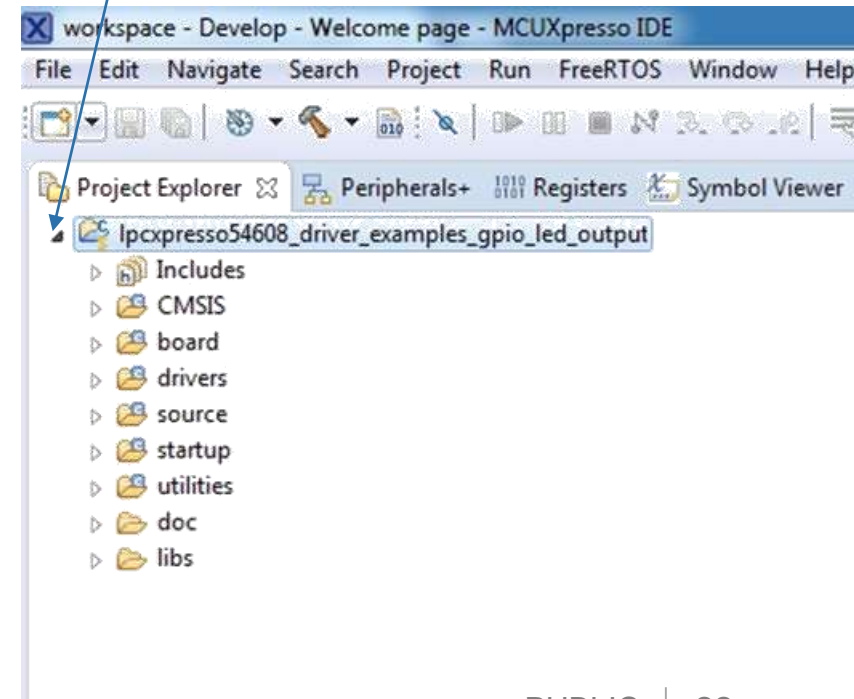 workspace - Develop - Welcome page - MCUXpresso IDE
File Edit Navigate Search Project Run FreeRTOS Window Help
Project Explorer Peripherals+ Registers Symbol Viewer
lpcxpresso54608_driver_examples_gpio_led_output
Includes
CMSIS
board
drivers
source
startup
utilities
doc
libs